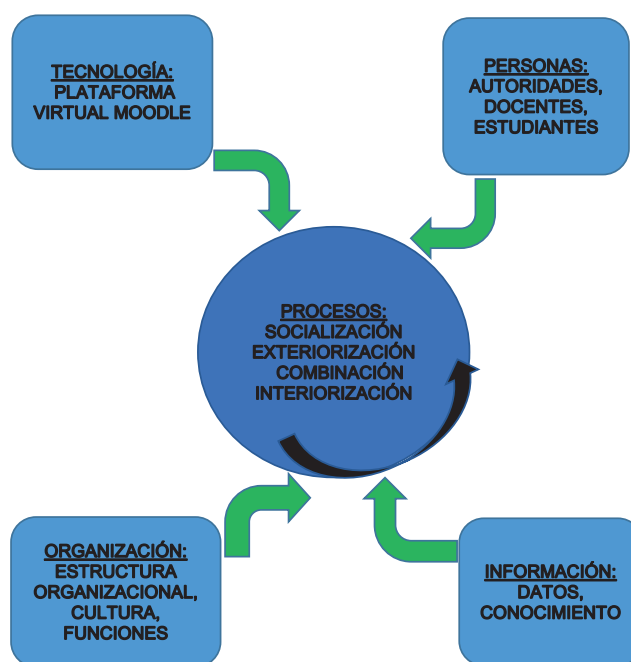 TECNOLOGÍA:
PLATAFORMA
VIRTUAL MOODLE
PERSONAS:
AUTORIDADES,
DOCENTES,
ESTUDIANTES
PROCESOS:
SOCIALIZACIÓN
EXTERIORIZACIÓN
COMBINACIÓN
INTERIORIZACIÓN
ORGANIZACIÓN:
ESTRUCTURA
ORGANIZACIONAL,
CULTURA,
FUNCIONES
INFORMACIÓN:
DATOS,
CONOCIMIENTO